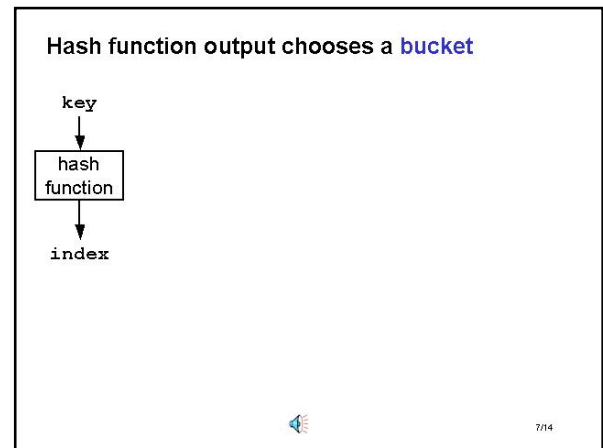 Hash function output chooses a bucket
key
hash
function
index
7/14